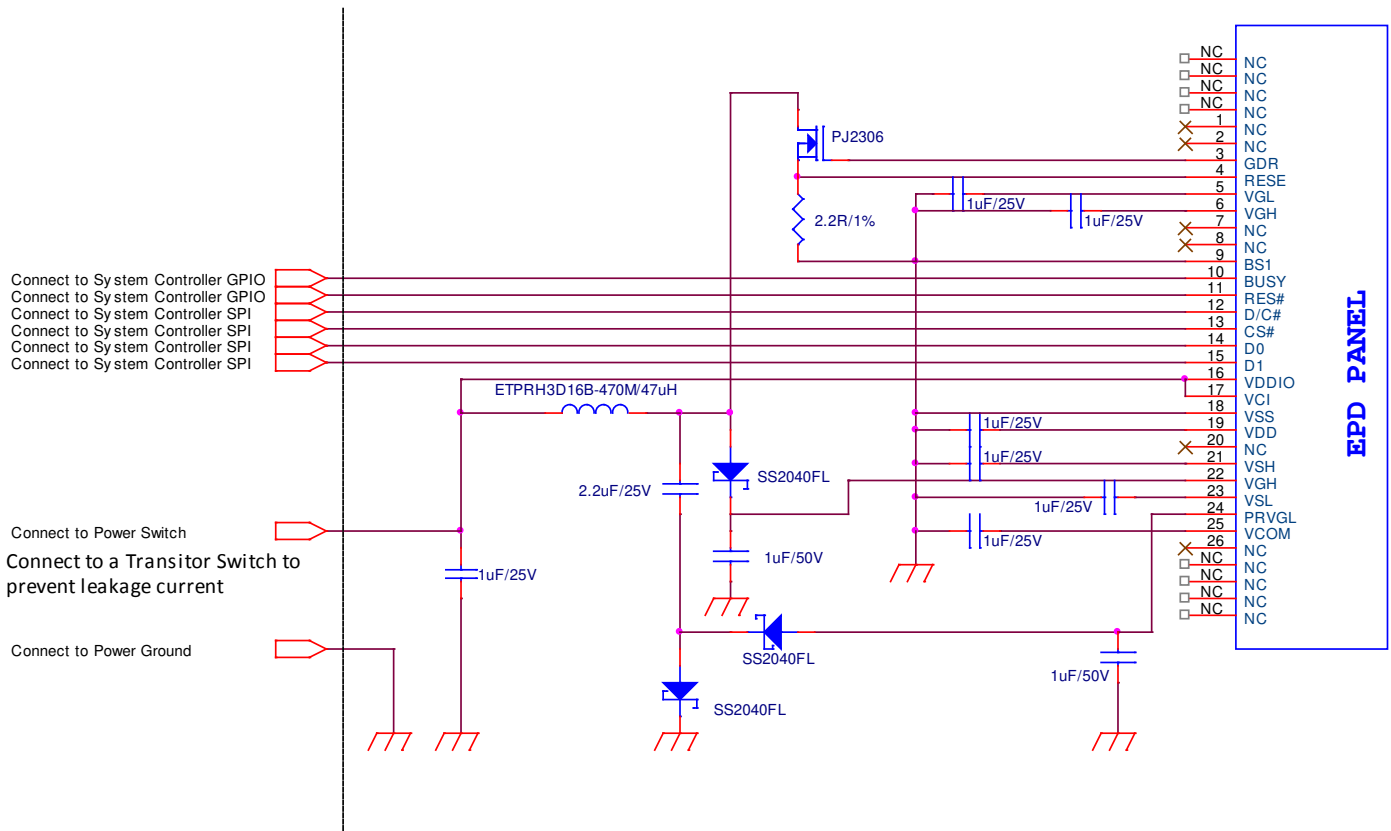 NC
NC
NC
NC
NC
NC
NC
NC
1
NC
2
NC
3
GDR
PJ2306
4
RESE
5
VGL
1uF/25V
6
VGH
1uF/25V
7
NC
2.2R/1%
8
NC
9
BS1
Connect to System Controller GPIO
10
BUSY
Connect to System Controller GPIO
11
RES#
Connect to System Controller SPI
12
D/C#
Connect to System Controller SPI
13
CS#
Connect to System Controller SPI
14
D0
Connect to System Controller SPI
15
D1
16
VDDIO
ETPRH3D16B-470M/47uH
17
VCI
18
VSS
1uF/25V
19
VDD
20
NC
1uF/25V
21
VSH
SS2040FL
22
VGH
2.2uF/25V
23
VSL
1uF/25V
24
PRVGL
Connect to Power Switch
25
VCOM
1uF/25V
26
NC
Connect to a Transitor Switch to
prevent leakage current
1uF/25V
1uF/50V
NC
NC
NC
NC
NC
NC
NC
NC
EPD PANEL
Connect to Power Ground
SS2040FL
1uF/50V
SS2040FL